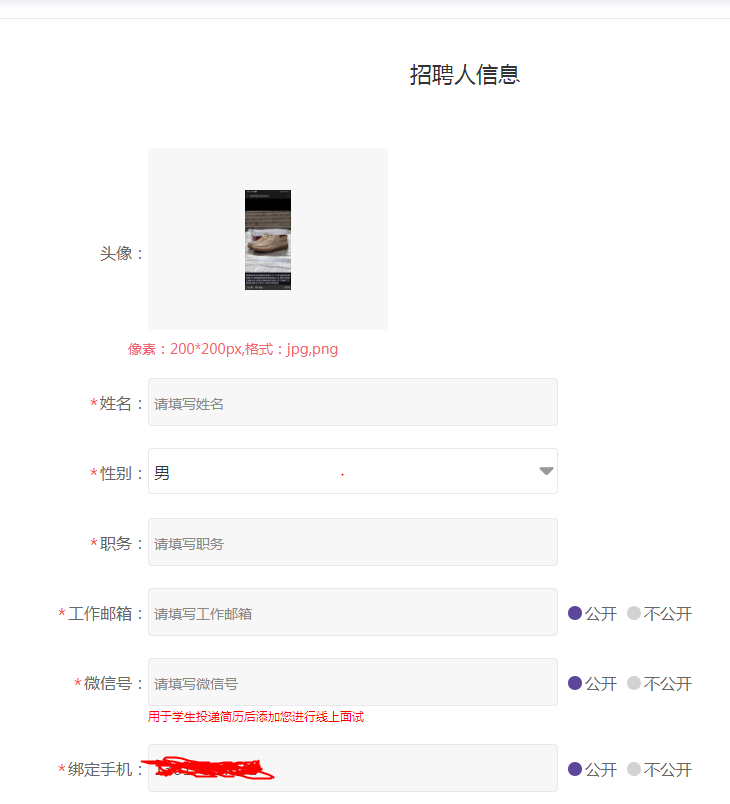 招聘人信息
头像：
像素：200*200px,格式：jpg,png
*姓名： 请填写姓名
*性别： 男
*职务： 请填写职务
*工作邮箱： 请填写工作邮箱 公开 不公开
*微信号： 请填写微信号 公开 不公开
用于学生投递简历后添加您进行线上面试
*绑定手机： 公开 不公开